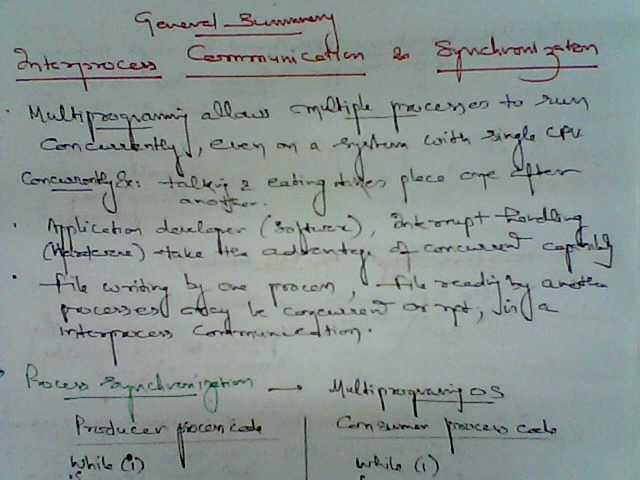 General Summary
Interprocess Communication & Synchronization
· Multiprograming allows multiple processes to run
concurrently, even on a system with single CPU
Concurrently Ex: talking & eating takes place one after
another.
· Application developer (software), Interrupt handling
(Hardware) take the advantage of concurrent capability
· File writing by one process, File reading by another
processes may be concurrent or not, is a
interprocess communication.
· Process Synchronization → Multiprograming OS
Producer process code | Consumer process code
while (1) | while (1)
{ {